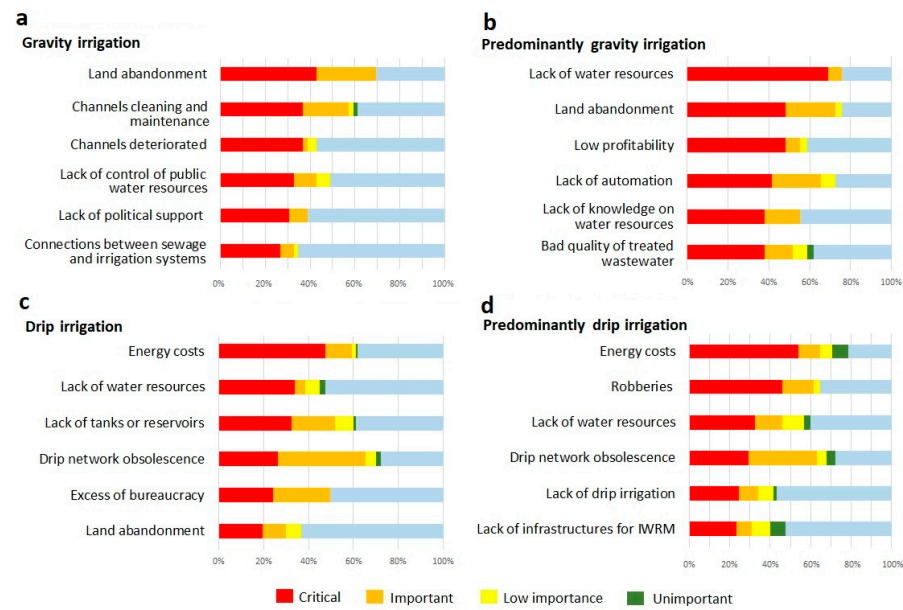 a
Gravity irrigation
Land abandonment
Channels cleaning and
maintenance
Channels deteriorated
Lack of control of public
water resources
Lack of political support
Connections between sewage
and irrigation systems
0% 20% 40% 60% 80% 100%
b
Predominantly gravity irrigation
Lack of water resources
Land abandonment
Low profitability
Lack of automation
Lack of knowledge on
water resources
Bad quality of treated
wastewater
0% 20% 40% 60% 80% 100%
c
Drip irrigation
Energy costs
Lack of water resources
Lack of tanks or reservoirs
Drip network obsolescence
Excess of bureaucracy
Land abandonment
0% 20% 40% 60% 80% 100%
d
Predominantly drip irrigation
Energy costs
Robberies
Lack of water resources
Drip network obsolescence
Lack of drip irrigation
Lack of infrastructures for IWRM
0% 20% 40% 60% 80% 100%
Critical Important Low importance Unimportant